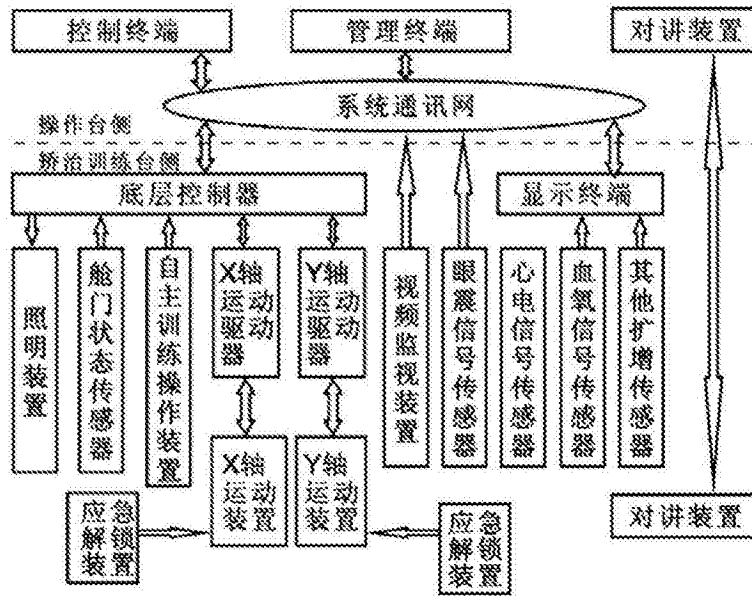 控制终端
管理终端
对讲装置
系统通讯网
操作台侧
矫治训练台侧
底层控制器
显示终端
照明装置
舱门状态传感器
自主训练操作装置
X轴
运动
驱动
器
Y轴
运动
驱动
器
视频监视装置
眼震信号传感器
心电信号传感器
血氧信号传感器
其他扩增传感器
X轴
运动
装置
Y轴
运动
装置
应急
解锁
装置
应急
解锁
装置
对讲装置